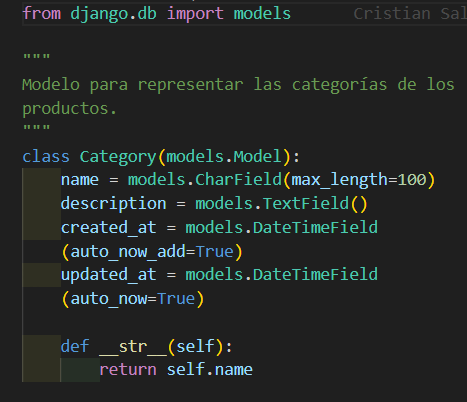 from django.db import models Cristian Sal
"""
Modelo para representar las categorías de los
productos.
"""
class Category(models.Model):
    name = models.CharField(max_length=100)
    description = models.TextField()
    created_at = models.DateTimeField
    (auto_now_add=True)
    updated_at = models.DateTimeField
    (auto_now=True)
    def __str__(self):
        return self.name